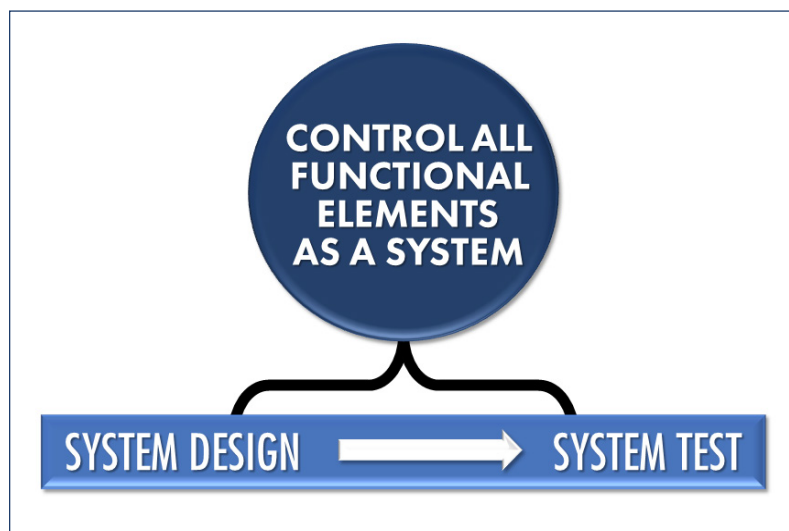 CONTROL ALL
FUNCTIONAL
ELEMENTS
AS A SYSTEM
SYSTEM DESIGN
SYSTEM TEST